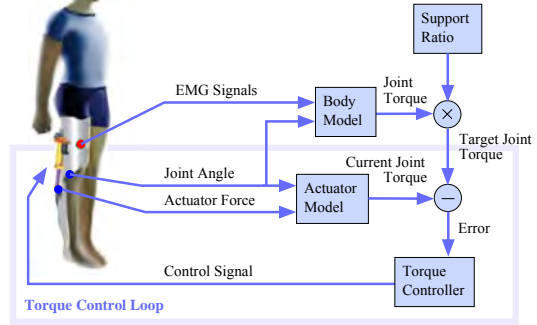 Support
Ratio
EMG Signals
Body
Model
Joint
Torque
×
Target Joint
Torque
Joint Angle
Current Joint
Torque
Actuator
Model
−
Actuator Force
Error
Control Signal
Torque
Controller
Torque Control Loop